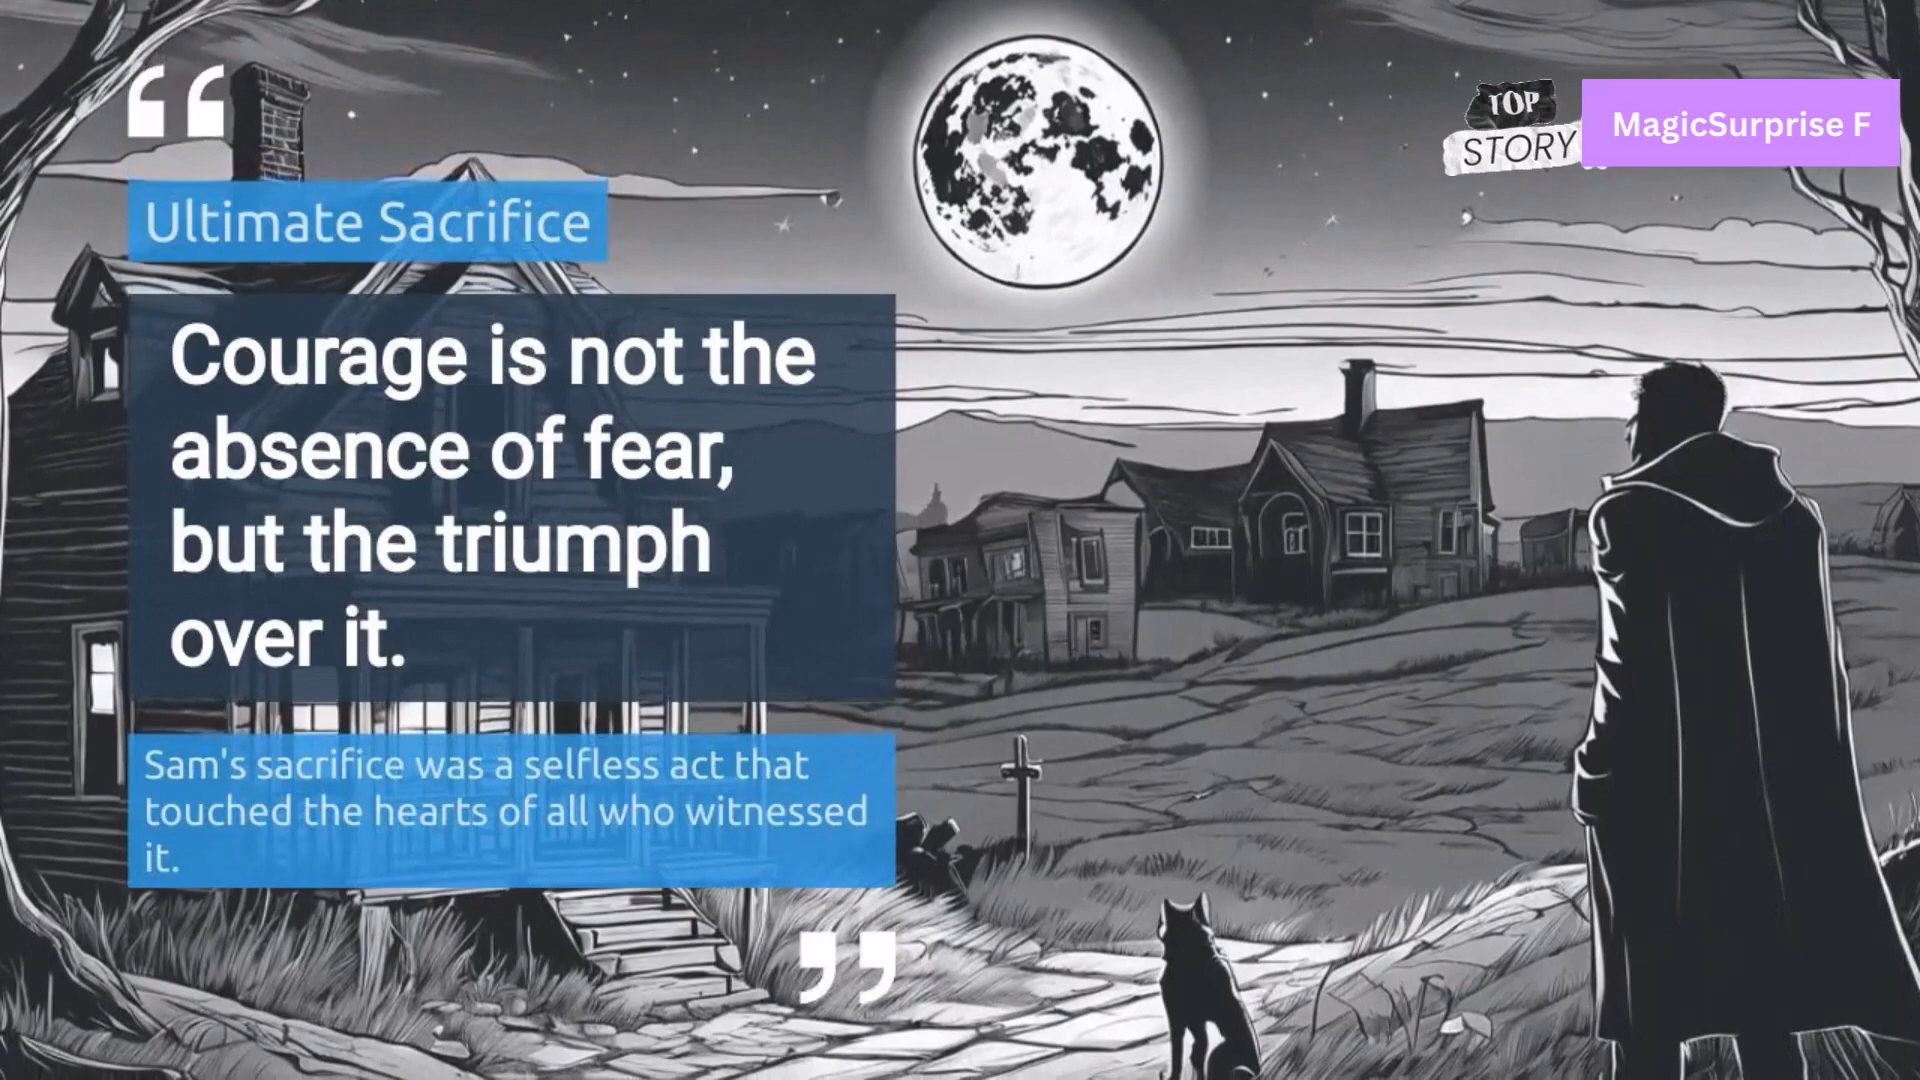 TOP
STORY
MagicSurprise F
Ultimate Sacrifice
Courage is not the
absence of fear,
but the triumph
over it.
Sam's sacrifice was a selfless act that
touched the hearts of all who witnessed
it.